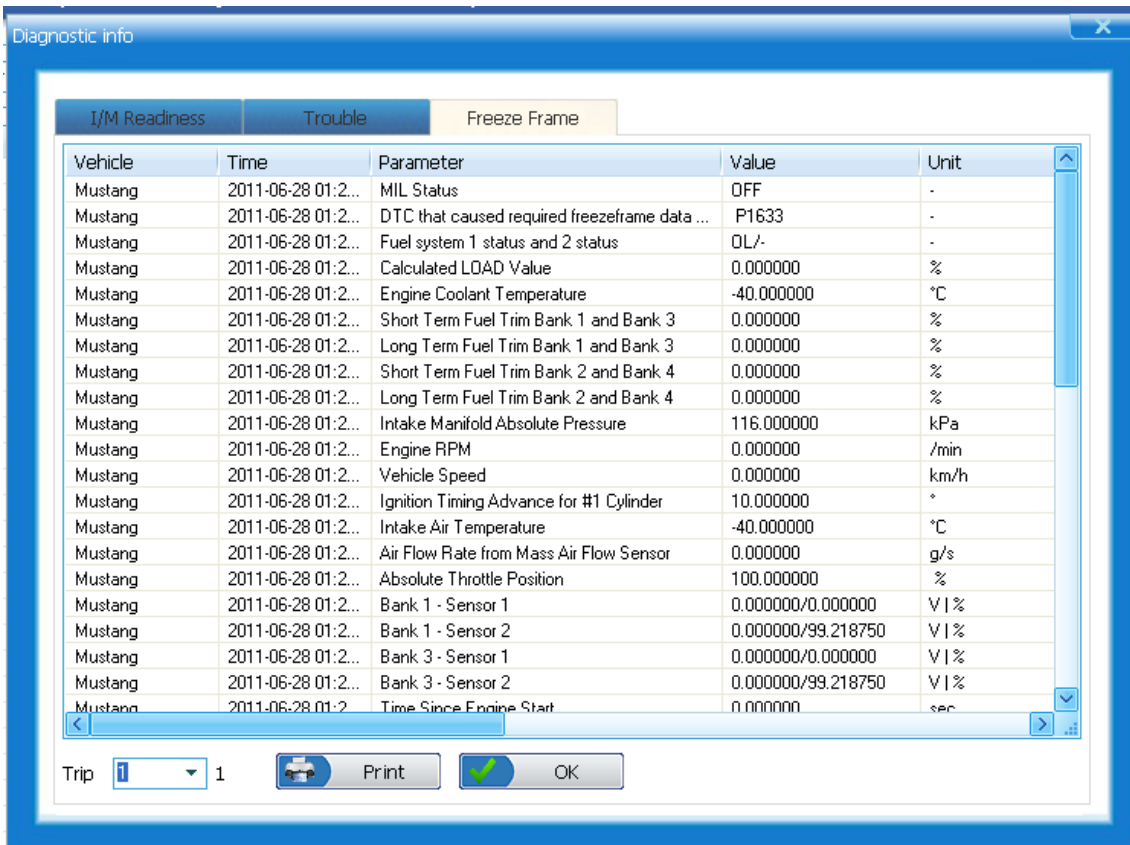 Diagnostic info
I/M Readiness Trouble Freeze Frame
Vehicle Time Parameter Value Unit
Mustang 2011-06-28 01:2... MIL Status OFF -
Mustang 2011-06-28 01:2... DTC that caused required freezeframe data ... P1633 -
Mustang 2011-06-28 01:2... Fuel system 1 status and 2 status OL/- -
Mustang 2011-06-28 01:2... Calculated LOAD Value 0.000000 %
Mustang 2011-06-28 01:2... Engine Coolant Temperature -40.000000 °C
Mustang 2011-06-28 01:2... Short Term Fuel Trim Bank 1 and Bank 3 0.000000 %
Mustang 2011-06-28 01:2... Long Term Fuel Trim Bank 1 and Bank 3 0.000000 %
Mustang 2011-06-28 01:2... Short Term Fuel Trim Bank 2 and Bank 4 0.000000 %
Mustang 2011-06-28 01:2... Long Term Fuel Trim Bank 2 and Bank 4 0.000000 %
Mustang 2011-06-28 01:2... Intake Manifold Absolute Pressure 116.000000 kPa
Mustang 2011-06-28 01:2... Engine RPM 0.000000 /min
Mustang 2011-06-28 01:2... Vehicle Speed 0.000000 km/h
Mustang 2011-06-28 01:2... Ignition Timing Advance for #1 Cylinder 10.000000 °
Mustang 2011-06-28 01:2... Intake Air Temperature -40.000000 °C
Mustang 2011-06-28 01:2... Air Flow Rate from Mass Air Flow Sensor 0.000000 g/s
Mustang 2011-06-28 01:2... Absolute Throttle Position 100.000000 %
Mustang 2011-06-28 01:2... Bank 1 - Sensor 1 0.000000/0.000000 V | %
Mustang 2011-06-28 01:2... Bank 1 - Sensor 2 0.000000/99.218750 V | %
Mustang 2011-06-28 01:2... Bank 3 - Sensor 1 0.000000/0.000000 V | %
Mustang 2011-06-28 01:2... Bank 3 - Sensor 2 0.000000/99.218750 V | %
Mustang 2011-06-28 01:2... Time Since Engine Start 0.000000 sec
Trip 1 1 Print OK